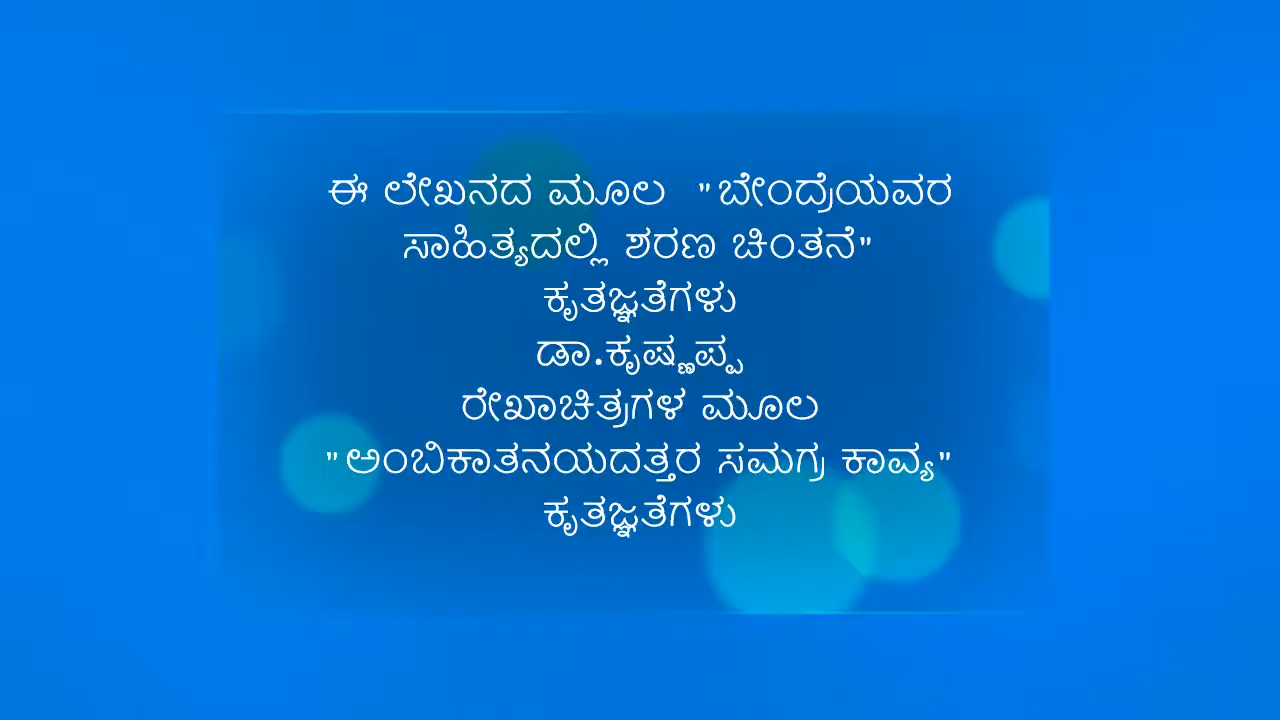 ಈ ಲೇಖನದ ಮೂಲ "ಬೇಂದ್ರೆಯವರ
ಸಾಹಿತ್ಯದಲ್ಲಿ ಶರಣ ಚಿಂತನೆ"
ಕೃತಜ್ಞತೆಗಳು
ಡಾ.ಕೃಷ್ಣಪ್ಪ
ರೇಖಾಚಿತ್ರಗಳ ಮೂಲ
"ಅಂಬಿಕಾತನಯದತ್ತರ ಸಮಗ್ರ ಕಾವ್ಯ"
ಕೃತಜ್ಞತೆಗಳು